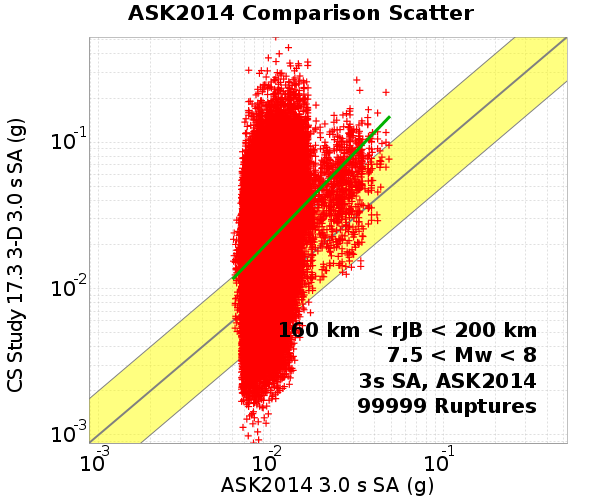 ASK2014 Comparison Scatter
CS Study 17.3 3-D 3.0 s SA (g)
10-1
10-2
10-3
160 km < rJB < 200 km
7.5 < Mw < 8
3s SA, ASK2014
99999 Ruptures
10-3 10-2 10-1
ASK2014 3.0 s SA (g)